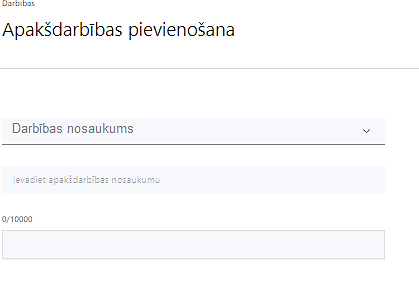 Darbības
Apakšdarbības pievienošana
Darbības nosaukums
Ievadiet apakšdarbības nosaukumu
0/10000